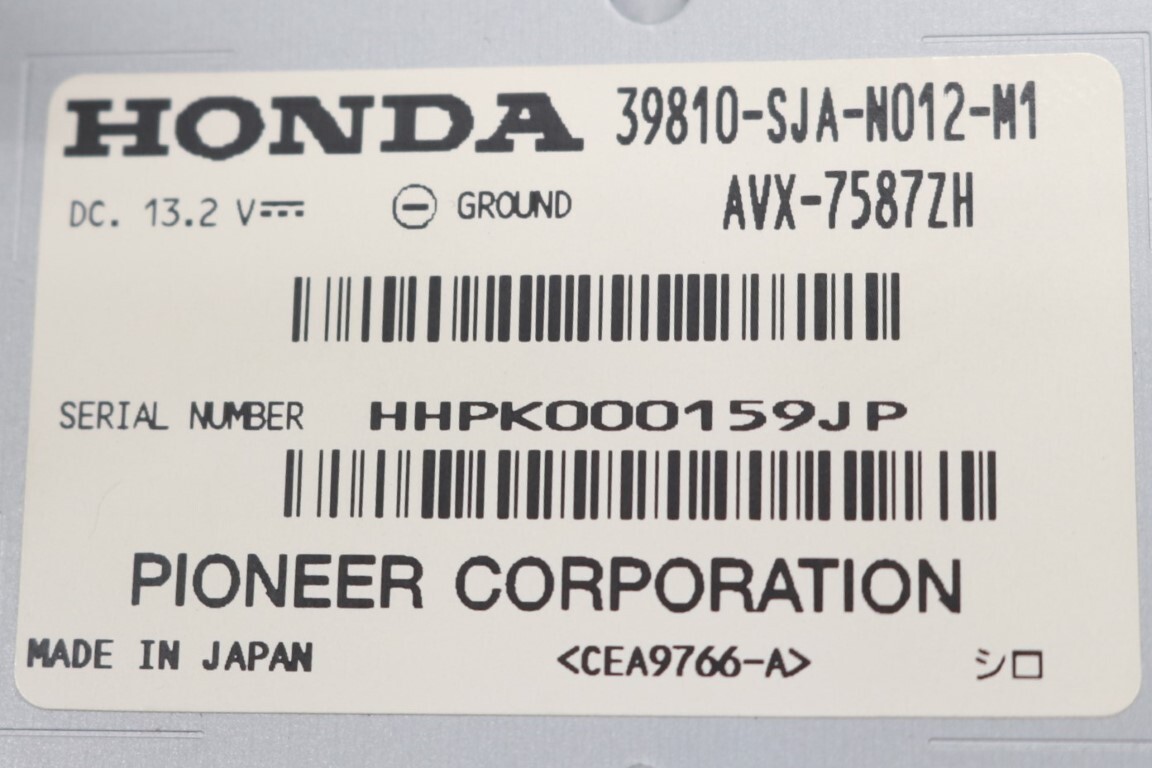 HONDA 39810-SJA-N012-M1
DC. 13.2 V⎓ ⊖ GROUND AVX-7587ZH
SERIAL NUMBER HHPK000159JP
PIONEER CORPORATION
MADE IN JAPAN <CEA9766-A> シロ